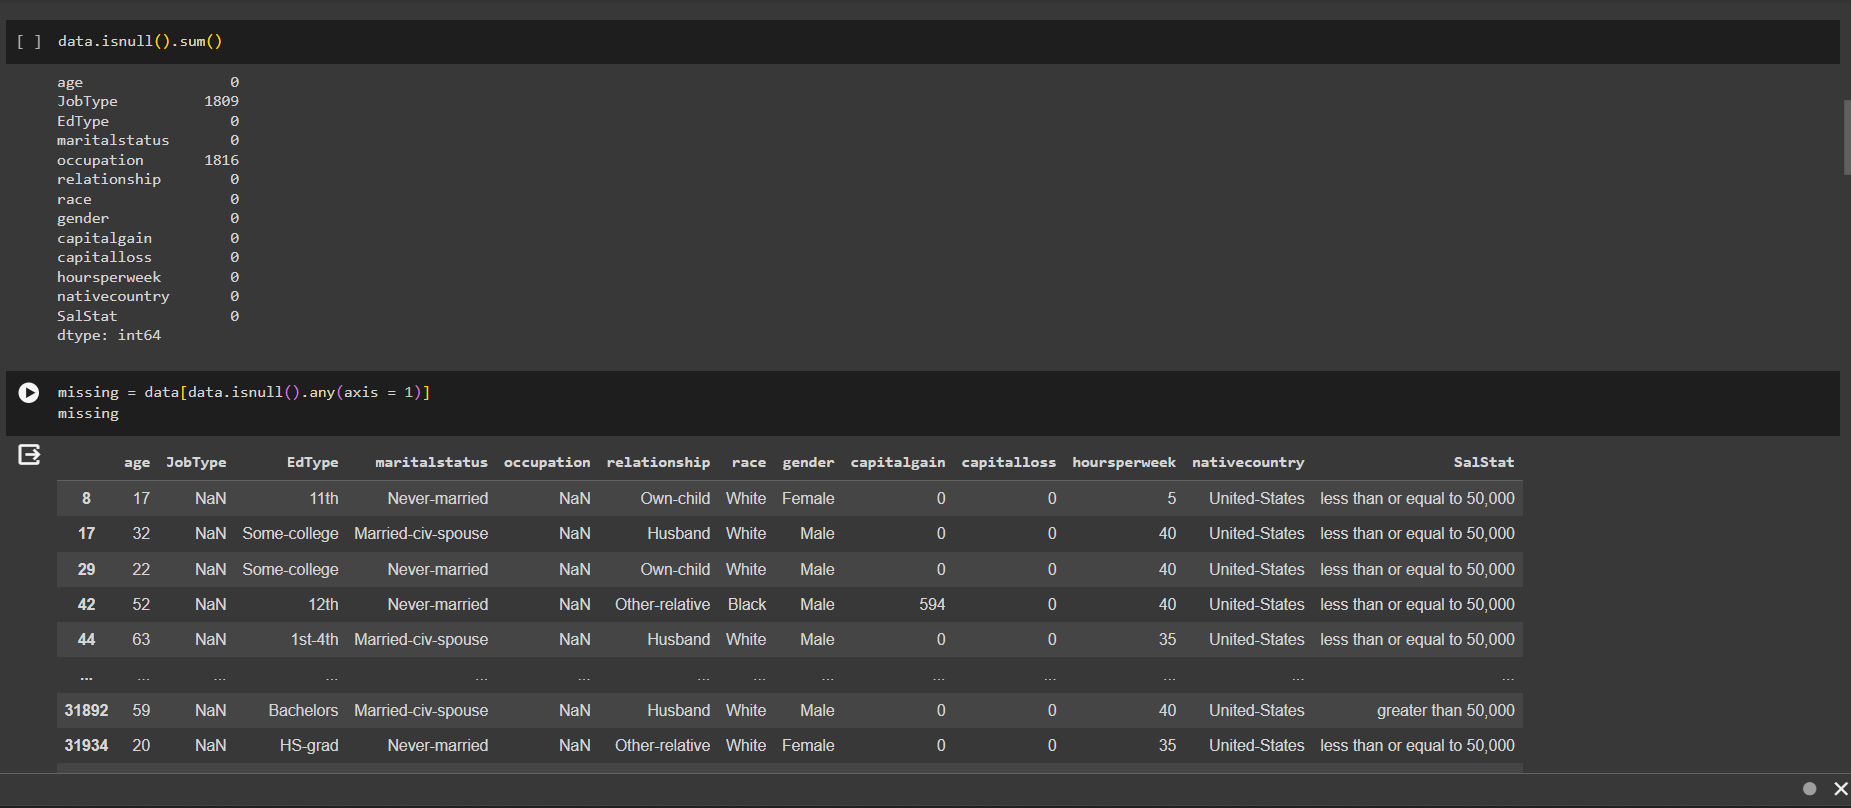 [ ] data.isnull().sum()
age 0
JobType 1809
EdType 0
maritalstatus 0
occupation 1816
relationship 0
race 0
gender 0
capitalgain 0
capitalloss 0
hoursperweek 0
nativecountry 0
SalStat 0
dtype: int64
missing = data[data.isnull().any(axis = 1)]
missing
age JobType EdType maritalstatus occupation relationship race gender capitalgain capitalloss hoursperweek nativecountry SalStat
8 17 NaN 11th Never-married NaN Own-child White Female 0 0 5 United-States less than or equal to 50,000
17 32 NaN Some-college Married-civ-spouse NaN Husband White Male 0 0 40 United-States less than or equal to 50,000
29 22 NaN Some-college Never-married NaN Own-child White Male 0 0 40 United-States less than or equal to 50,000
42 52 NaN 12th Never-married NaN Other-relative Black Male 594 0 40 United-States less than or equal to 50,000
44 63 NaN 1st-4th Married-civ-spouse NaN Husband White Male 0 0 35 United-States less than or equal to 50,000
... ... ... ... ... ... ... ... ... ... ... ... ... ...
31892 59 NaN Bachelors Married-civ-spouse NaN Husband White Male 0 0 40 United-States greater than 50,000
31934 20 NaN HS-grad Never-married NaN Other-relative White Female 0 0 35 United-States less than or equal to 50,000